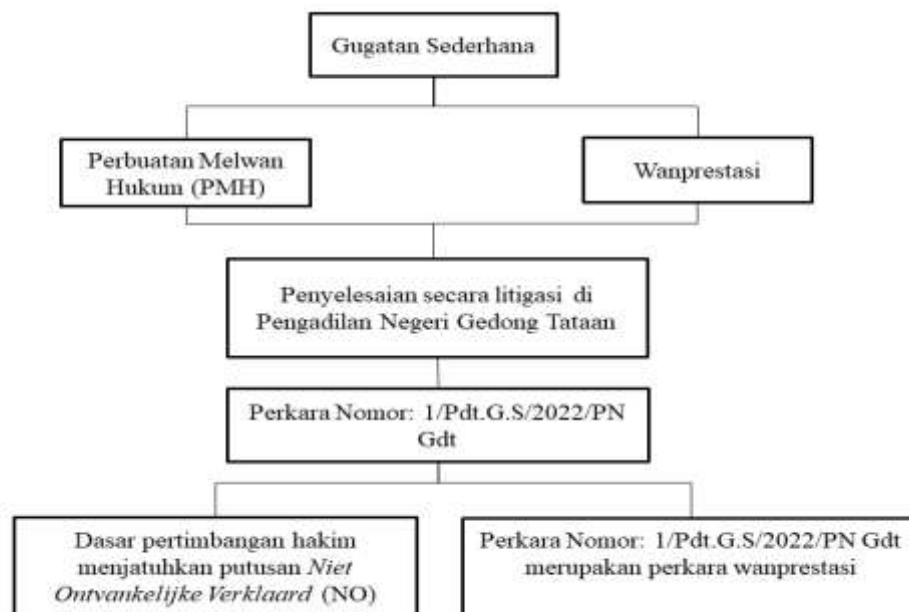 Gugatan Sederhana
Perbuatan Melwan
Hukum (PMH)
Wanprestasi
Penyelesaian secara litigasi di
Pengadilan Negeri Gedong Tataan
Perkara Nomor: 1/Pdt.G.S/2022/PN
Gdt
Dasar pertimbangan hakim
menjatuhkan putusan Niet
Ontvankelijke Verklaard (NO)
Perkara Nomor: 1/Pdt.G.S/2022/PN Gdt
merupakan perkara wanprestasi